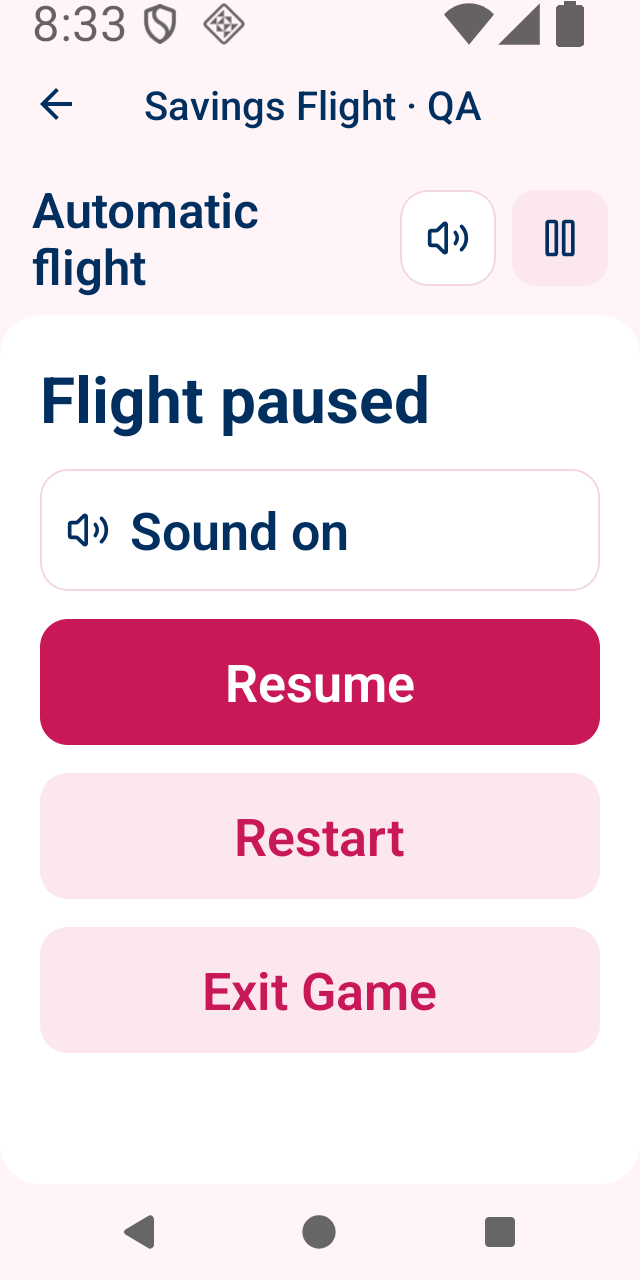 8:33
Savings Flight · QA
Automatic
flight
Flight paused
Sound on
Resume
Restart
Exit Game